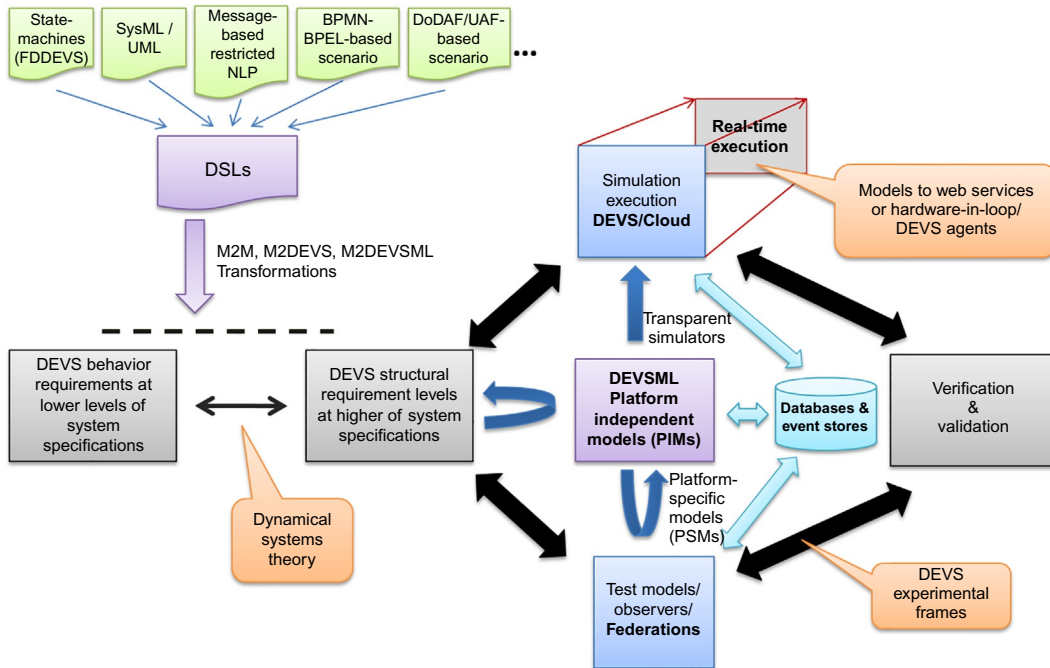 State-
machines
(FDDEVS)
SysML /
UML
Message-
based
restricted
NLP
BPMN-
BPEL-based
scenario
DoDAF/UAF-
based
scenario
...
DSLs
M2M, M2DEVS, M2DEVSML
Transformations
Real-time
execution
Simulation
execution
DEVS/Cloud
Models to web services
or hardware-in-loop/
DEVS agents
Transparent
simulators
DEVS behavior
requirements at
lower levels of
system
specifications
DEVS structural
requirement levels
at higher of system
specifications
DEVSML
Platform
independent
models (PIMs)
Databases &
event stores
Verification
&
validation
Platform-
specific
models
(PSMs)
Dynamical
systems
theory
Test models/
observers/
Federations
DEVS
experimental
frames